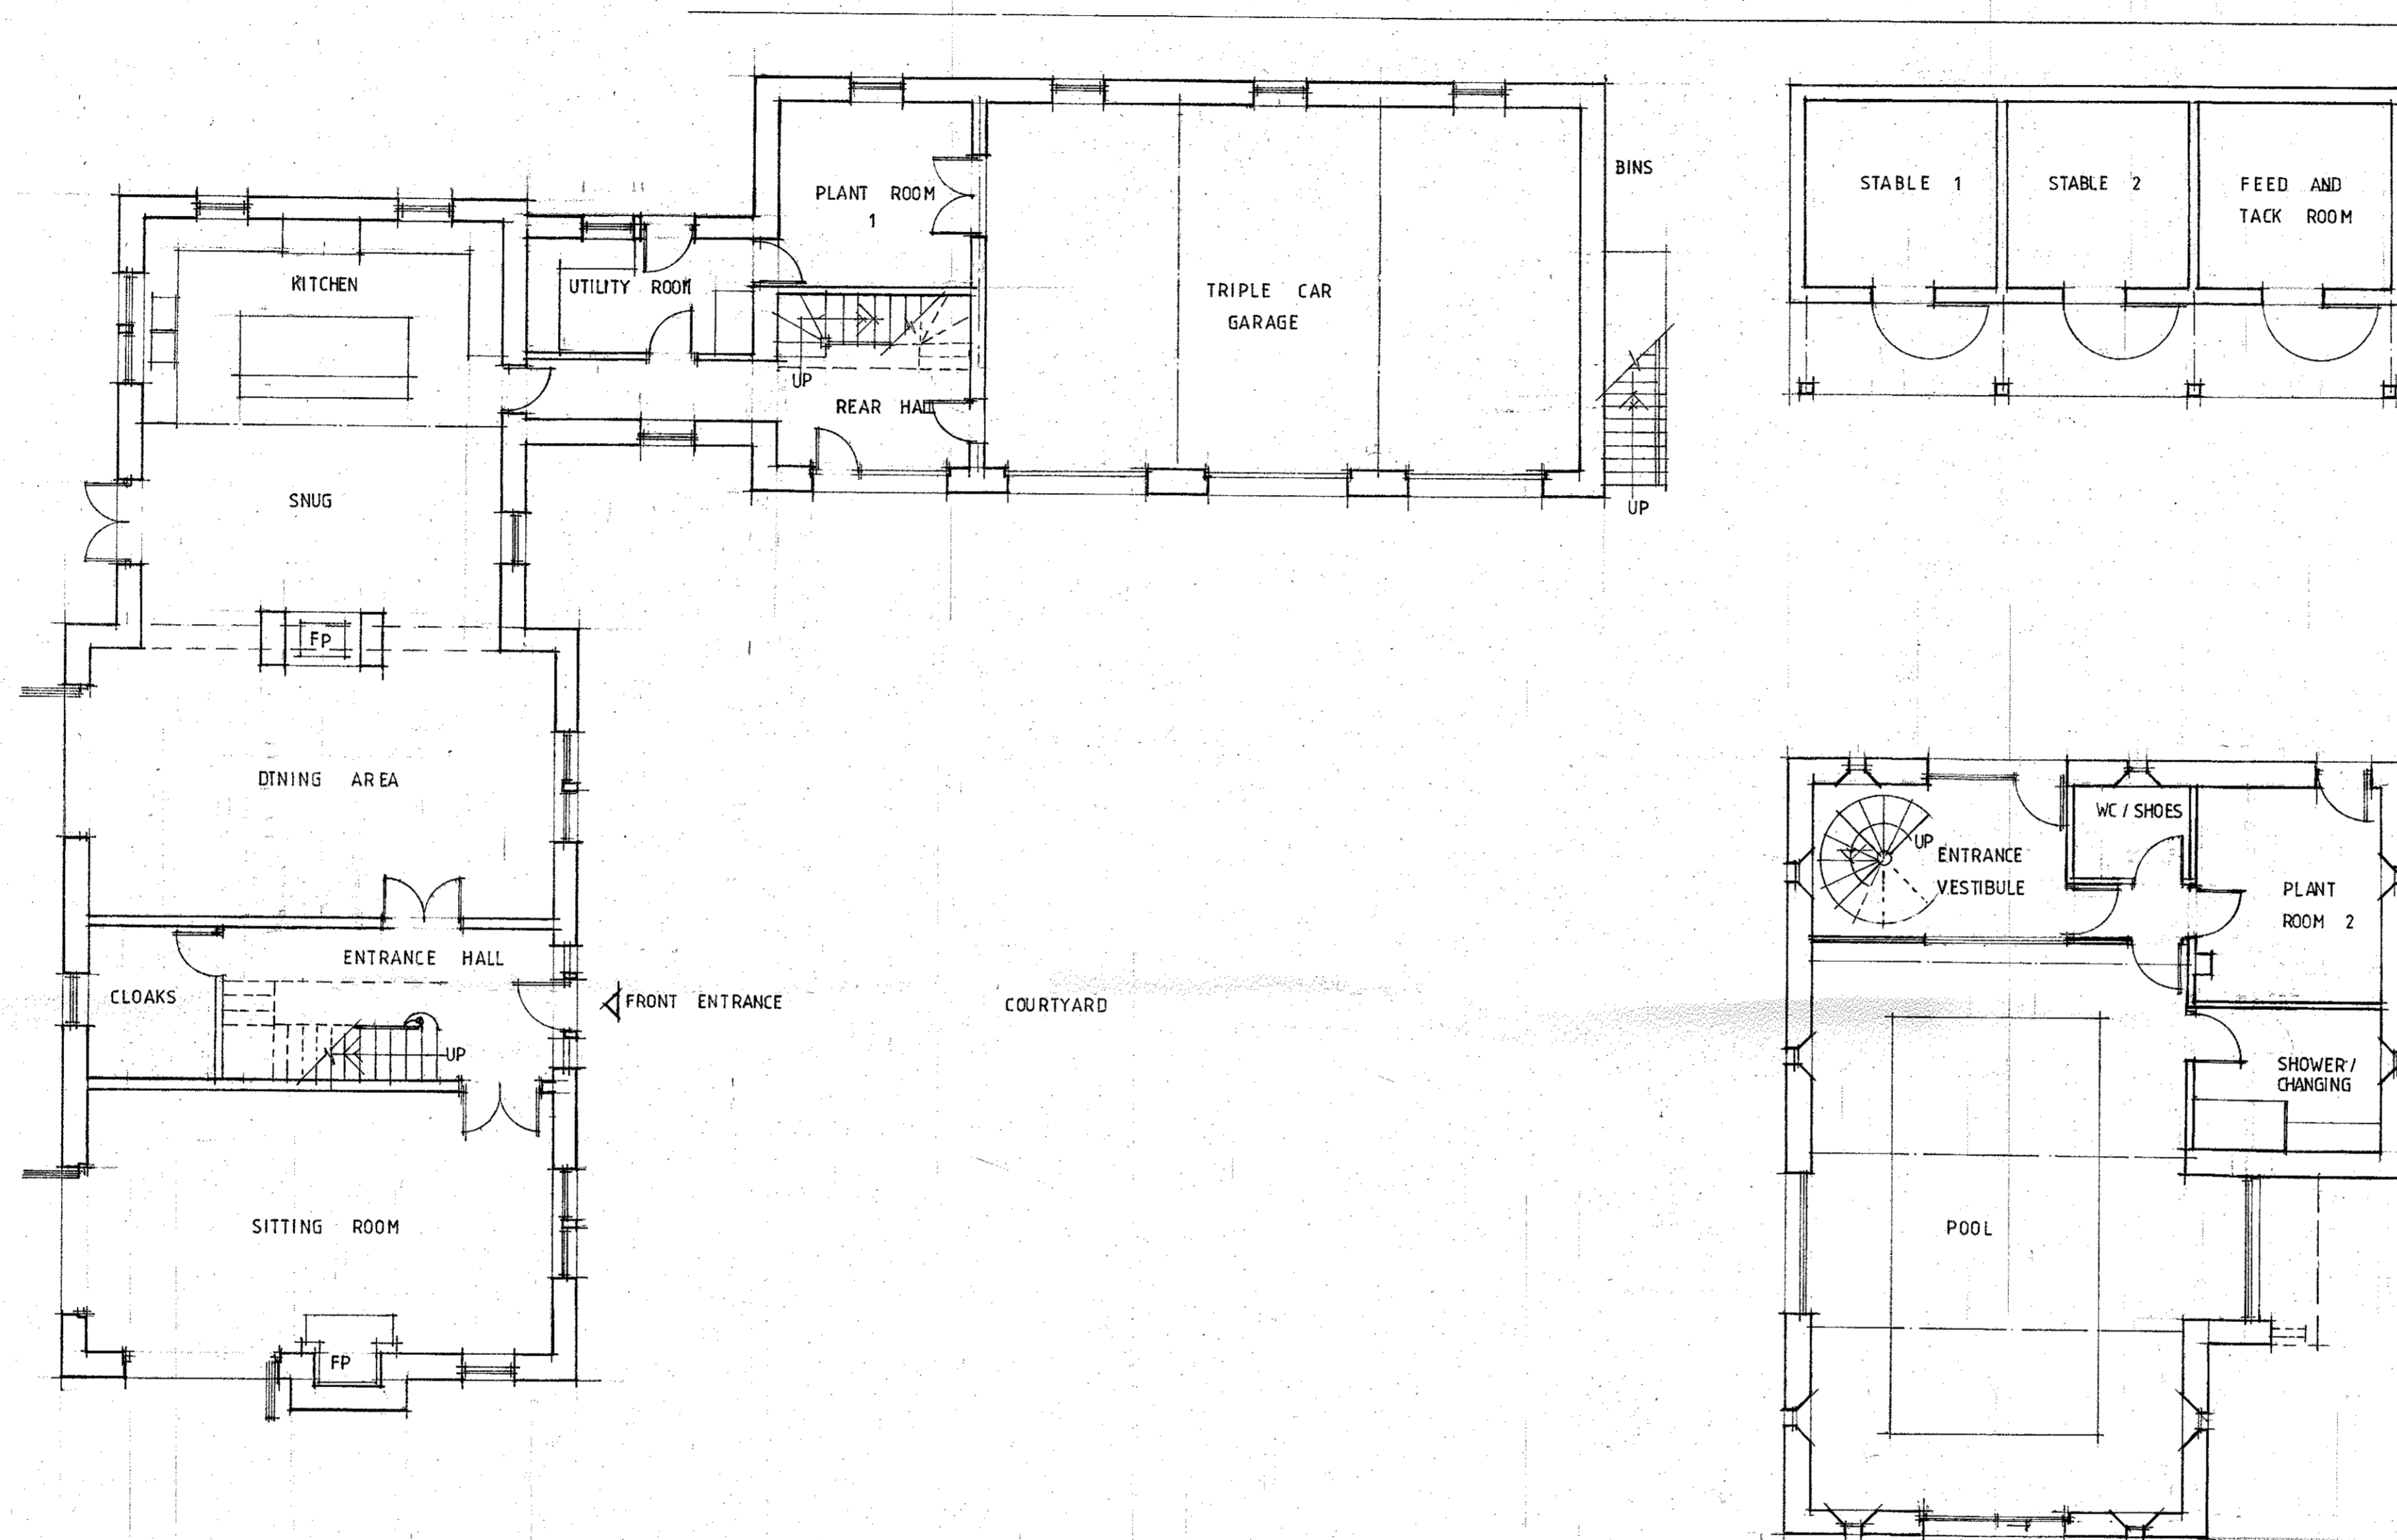 PLANT ROOM
1
BINS
STABLE 1
STABLE 2
FEED AND
TACK ROOM
KITCHEN
UTILITY ROOM
TRIPLE CAR
GARAGE
UP
REAR HALL
SNUG
UP
FP
DINING AREA
WC / SHOES
UP
ENTRANCE
VESTIBULE
PLANT
ROOM 2
ENTRANCE HALL
CLOAKS
FRONT ENTRANCE
COURTYARD
UP
SHOWER/
CHANGING
SITTING ROOM
POOL
FP